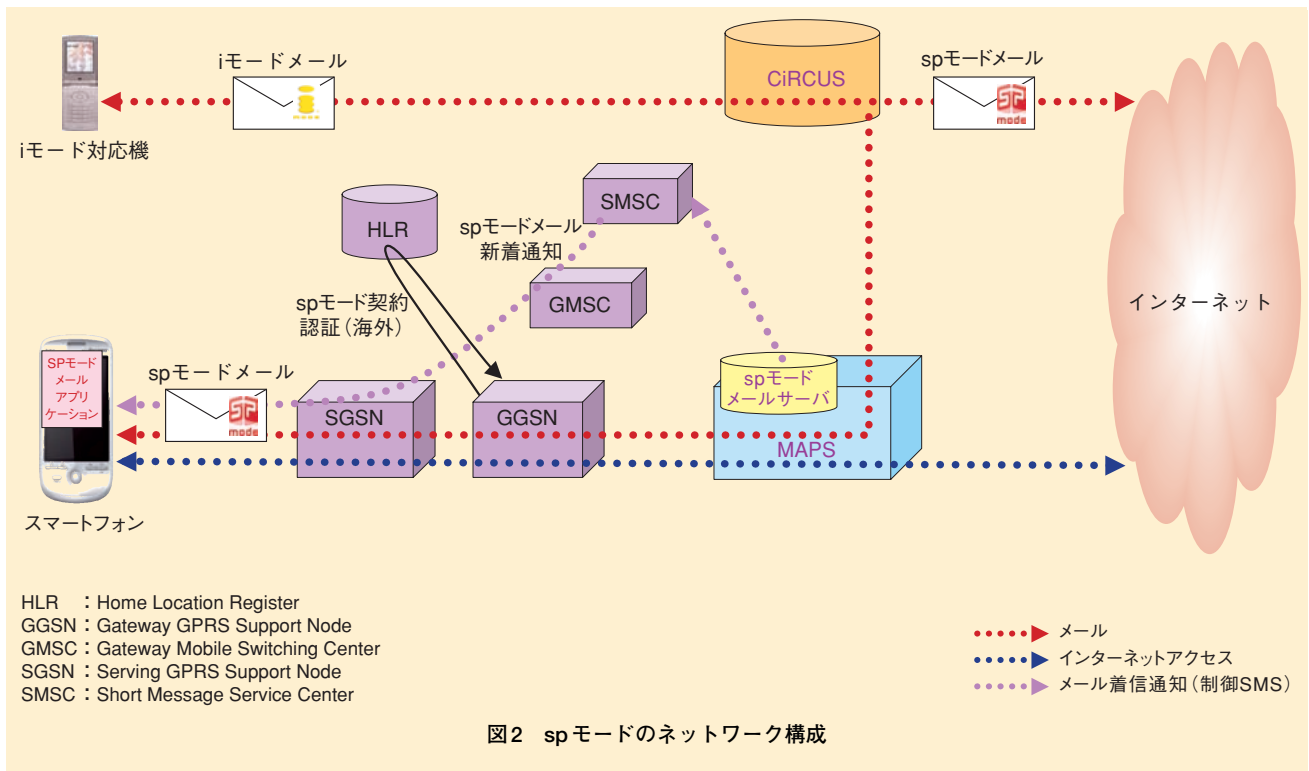 iモードメール
CiRCUS
spモードメール
mode
SP
mode
iモード対応機
SMSC
HLR
spモードメール
新着通知
GMSC
インターネット
spモード契約
認証（海外）
SPモード
メール
アプリ
ケーション
spモードメール
SP
mode
SGSN
GGSN
spモード
メールサーバ
MAPS
スマートフォン
HLR ：Home Location Register
GGSN ：Gateway GPRS Support Node
GMSC ：Gateway Mobile Switching Center
SGSN ：Serving GPRS Support Node
SMSC ：Short Message Service Center
メール
インターネットアクセス
メール着信通知（制御SMS）
図2　spモードのネットワーク構成